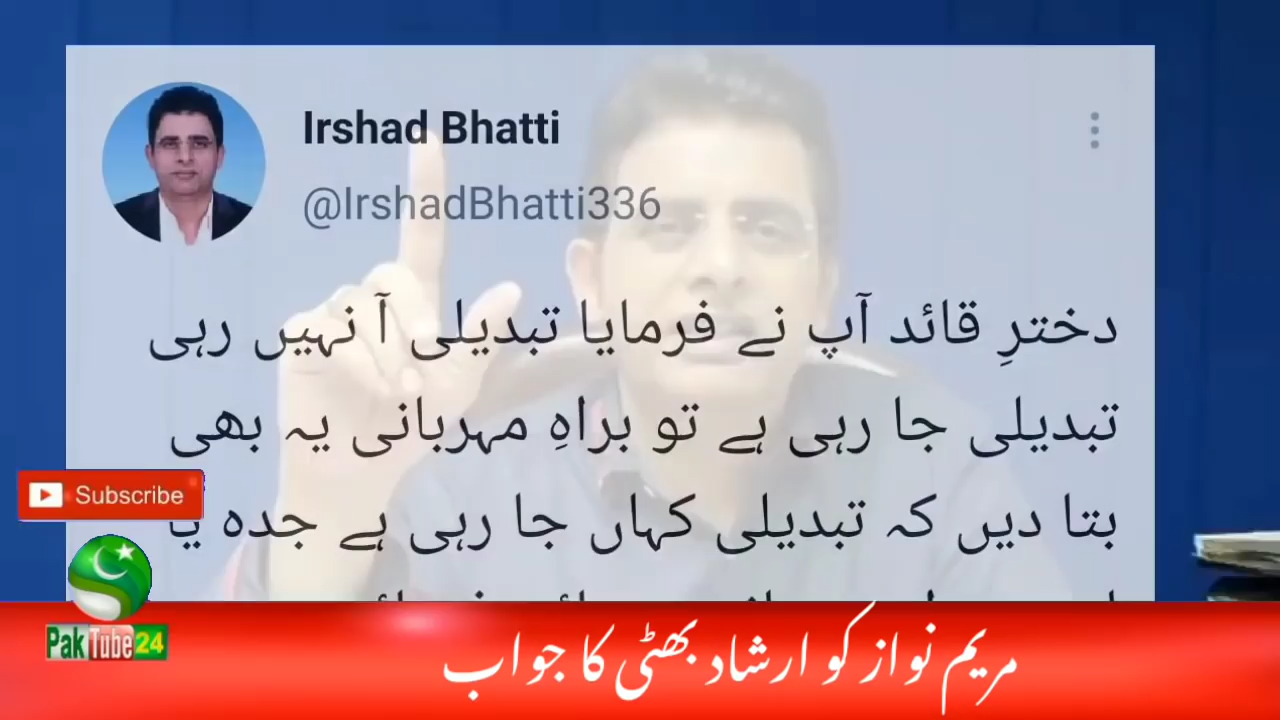 Irshad Bhatti
@IrshadBhatti336
دخترِ قائد آپ نے فرمایا تبدیلی آ نہیں رہی
تبدیلی جا رہی ہے تو براہِ مہربانی یہ بھی
بتا دیں کہ تبدیلی کہاں جا رہی ہے جدہ یا
Subscribe
PakTube24
مریم نواز کو ارشاد بھٹی کا جواب